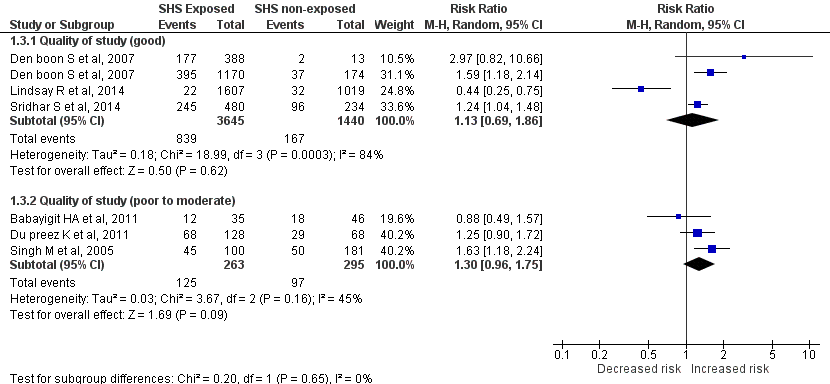 SHS Exposed SHS non-exposed Risk Ratio Risk Ratio
Study or Subgroup Events Total Events Total Weight M-H, Random, 95% CI M-H, Random, 95% CI
1.3.1 Quality of study (good)
Den boon S et al, 2007 177 388 2 13 10.5% 2.97 [0.82, 10.66]
Den boon S et al, 2007 395 1170 37 174 31.1% 1.59 [1.18, 2.14]
Lindsay R et al, 2014 22 1607 32 1019 24.8% 0.44 [0.25, 0.75]
Sridhar S et al, 2014 245 480 96 234 33.6% 1.24 [1.04, 1.48]
Subtotal (95% CI) 3645 1440 100.0% 1.13 [0.69, 1.86]
Total events 839 167
Heterogeneity: Tau² = 0.18; Chi² = 18.99, df = 3 (P = 0.0003); I² = 84%
Test for overall effect: Z = 0.50 (P = 0.62)
1.3.2 Quality of study (poor to moderate)
Babayigit HA et al, 2011 12 35 18 46 19.6% 0.88 [0.49, 1.57]
Du preez K et al, 2011 68 128 29 68 40.2% 1.25 [0.90, 1.72]
Singh M et al, 2005 45 100 50 181 40.2% 1.63 [1.18, 2.24]
Subtotal (95% CI) 263 295 100.0% 1.30 [0.96, 1.75]
Total events 125 97
Heterogeneity: Tau² = 0.03; Chi² = 3.67, df = 2 (P = 0.16); I² = 45%
Test for overall effect: Z = 1.69 (P = 0.09)
0.1 0.2 0.5 1 2 5 10
Decreased risk Increased risk
Test for subgroup differences: Chi² = 0.20, df = 1 (P = 0.65), I² = 0%